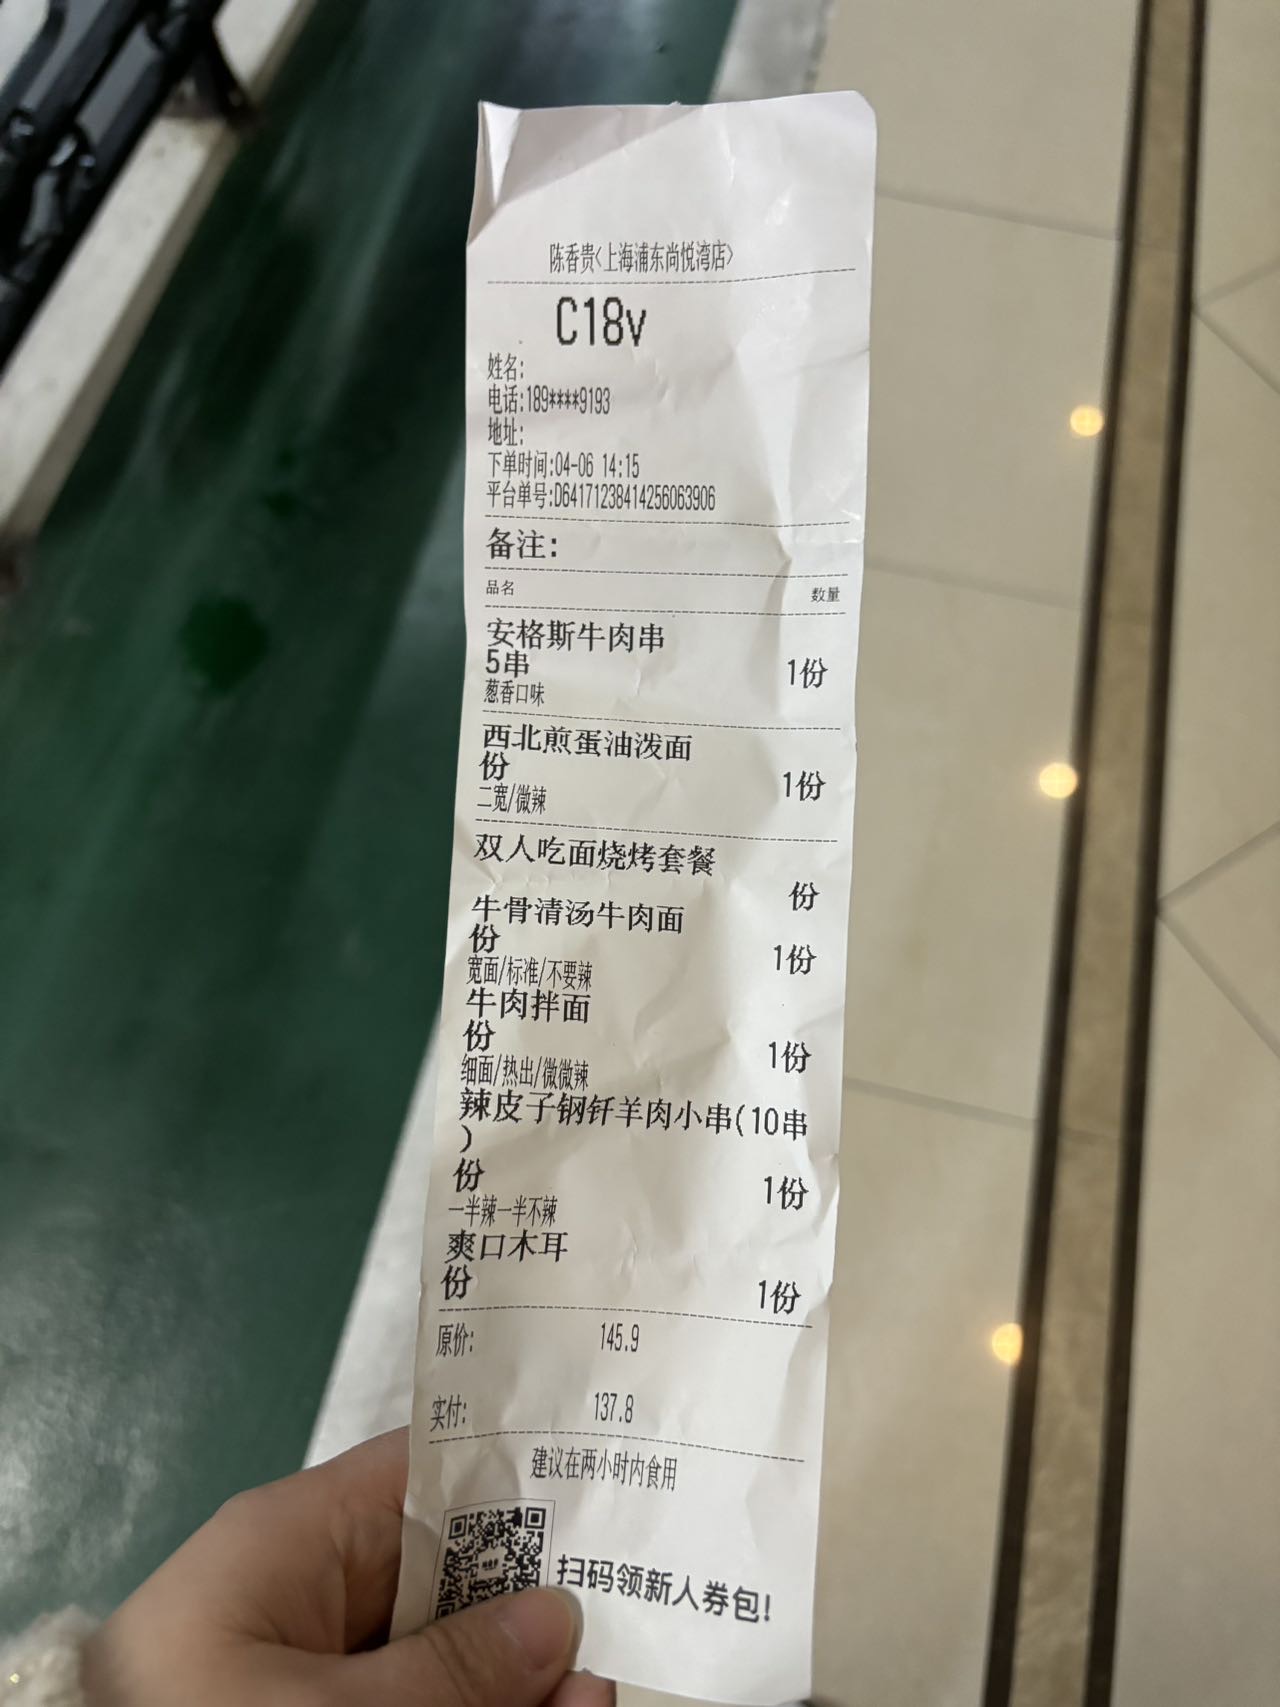 陈香贵<上海浦东尚悦湾店>
C18v
姓名:
电话:189****9193
地址:
下单时间:04-06 14:15
平台单号:D64171238414256063906
备注:
品名 数量
安格斯牛肉串
5串 1份
葱香口味
西北煎蛋油泼面
份 1份
二宽/微辣
双人吃面烧烤套餐
份
牛骨清汤牛肉面
份 1份
宽面/标准/不要辣
牛肉拌面
份 1份
细面/热出/微微辣
辣皮子钢钎羊肉小串(10串
)
份 1份
一半辣一半不辣
爽口木耳
份 1份
原价: 145.9
实付: 137.8
建议在两小时内食用
扫码领新人券包!